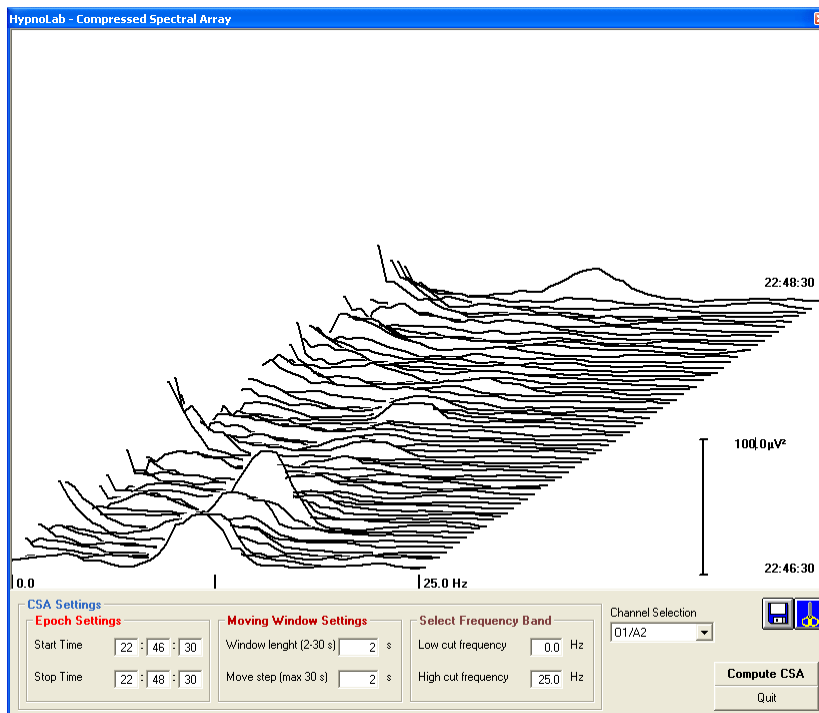 HypnoLab - Compressed Spectral Array
22:48:30
100.0µV²
22:46:30
0.0
25.0 Hz
CSA Settings
Epoch Settings
Start Time 22 : 46 : 30
Stop Time 22 : 48 : 30
Moving Window Settings
Window lenght (2-30 s) 2 s
Move step (max 30 s) 2 s
Select Frequency Band
Low cut frequency 0.0 Hz
High cut frequency 25.0 Hz
Channel Selection
O1/A2
Compute CSA
Quit